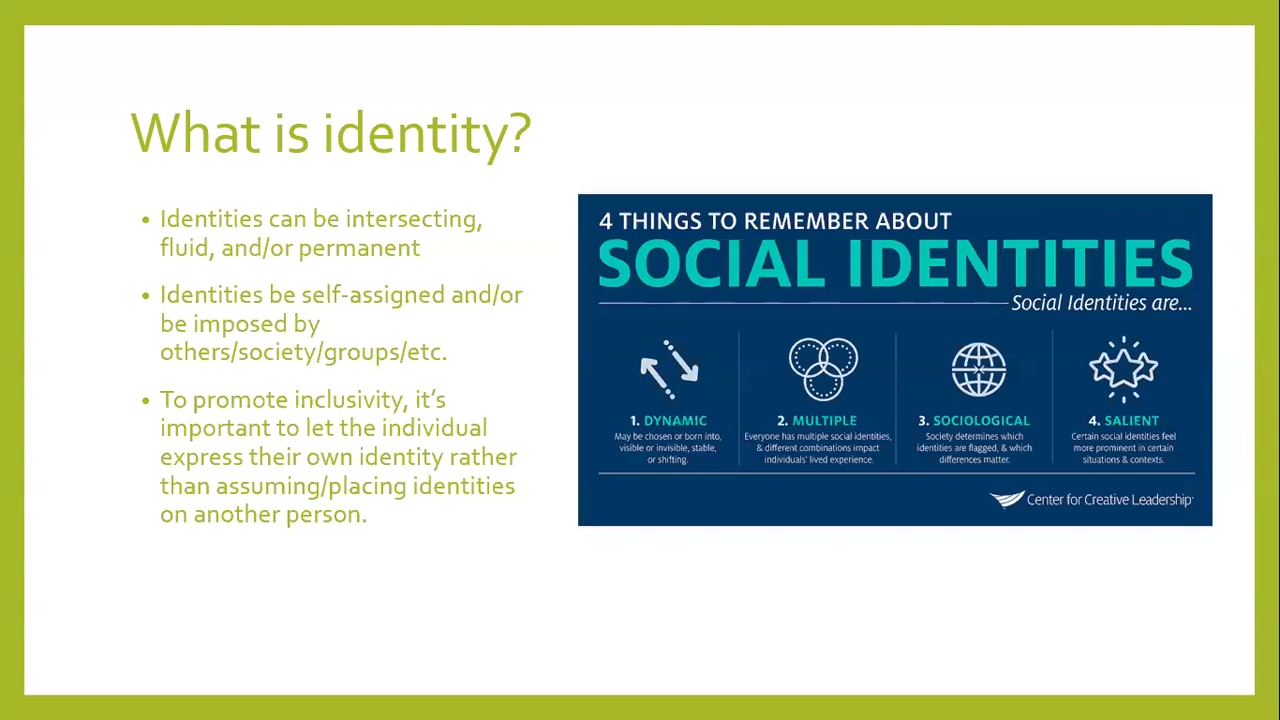 What is identity?
• Identities can be intersecting,
fluid, and/or permanent
• Identities be self-assigned and/or
be imposed by
others/society/groups/etc.
• To promote inclusivity, it’s
important to let the individual
express their own identity rather
than assuming/placing identities
on another person.
4 THINGS TO REMEMBER ABOUT
SOCIAL IDENTITIES
Social Identities are...
1. DYNAMIC
May be chosen or born into,
visible or invisible, stable,
or shifting.
2. MULTIPLE
Everyone has multiple social identities,
& different combinations impact
individuals' lived experience.
3. SOCIOLOGICAL
Society determines which
identities are flagged, & which
differences matter.
4. SALIENT
Certain social identities feel
more prominent in certain
situations & contexts.
Center for Creative Leadership